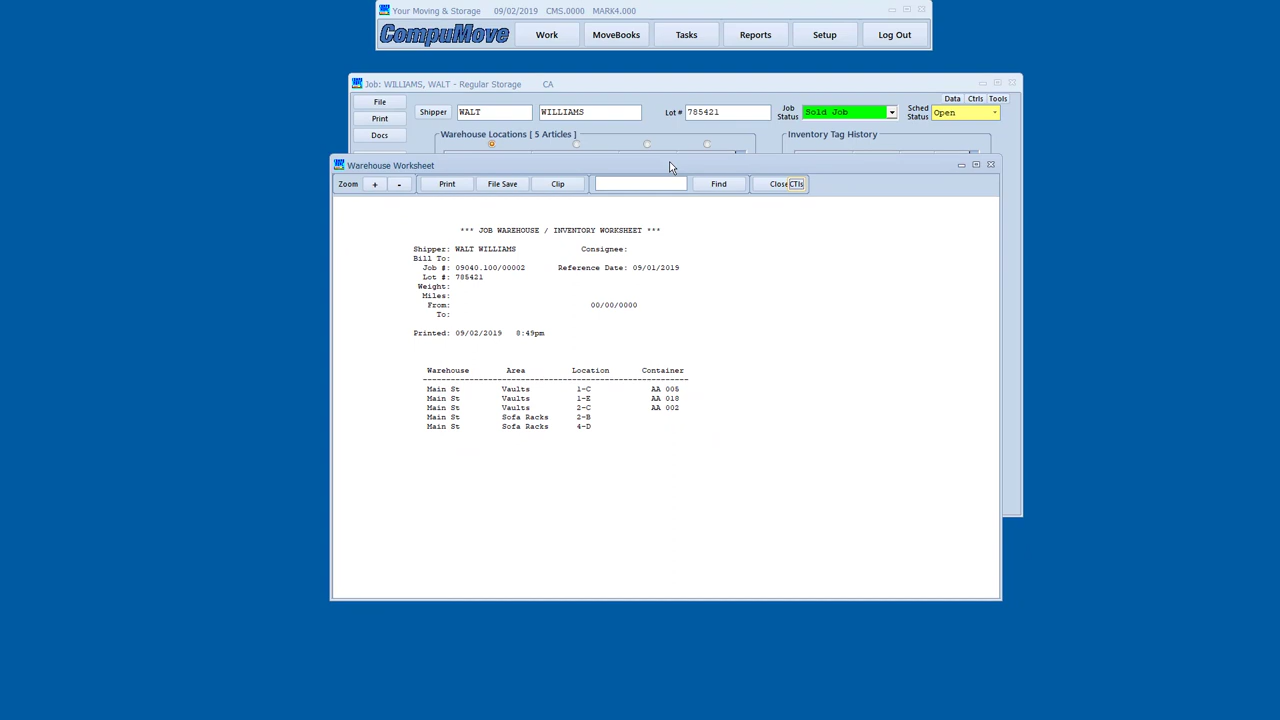 Your Moving & Storage 09/02/2019 CMS.0000 MARK4.000
CompuMove Work MoveBooks Tasks Reports Setup Log Out
Job: WILLIAMS, WALT - Regular Storage CA
File
Print
Docs
Data Ctrls Tools
Shipper WALT WILLIAMS Lot # 785421 Job Status Sold Job Sched Status Open
Warehouse Locations [ 5 Articles ] Inventory Tag History
Warehouse Worksheet
Zoom + - Print File Save Clip Find Close CTls
*** JOB WAREHOUSE / INVENTORY WORKSHEET ***
Shipper: WALT WILLIAMS Consignee:
Bill To:
Job #: 09040.100/00002 Reference Date: 09/01/2019
Lot #: 785421
Weight:
Miles:
From: 00/00/0000
To:
Printed: 09/02/2019 8:49pm
Warehouse Area Location Container
Main St Vaults 1-C AA 005
Main St Vaults 1-E AA 018
Main St Vaults 2-C AA 002
Main St Sofa Racks 2-B
Main St Sofa Racks 4-D